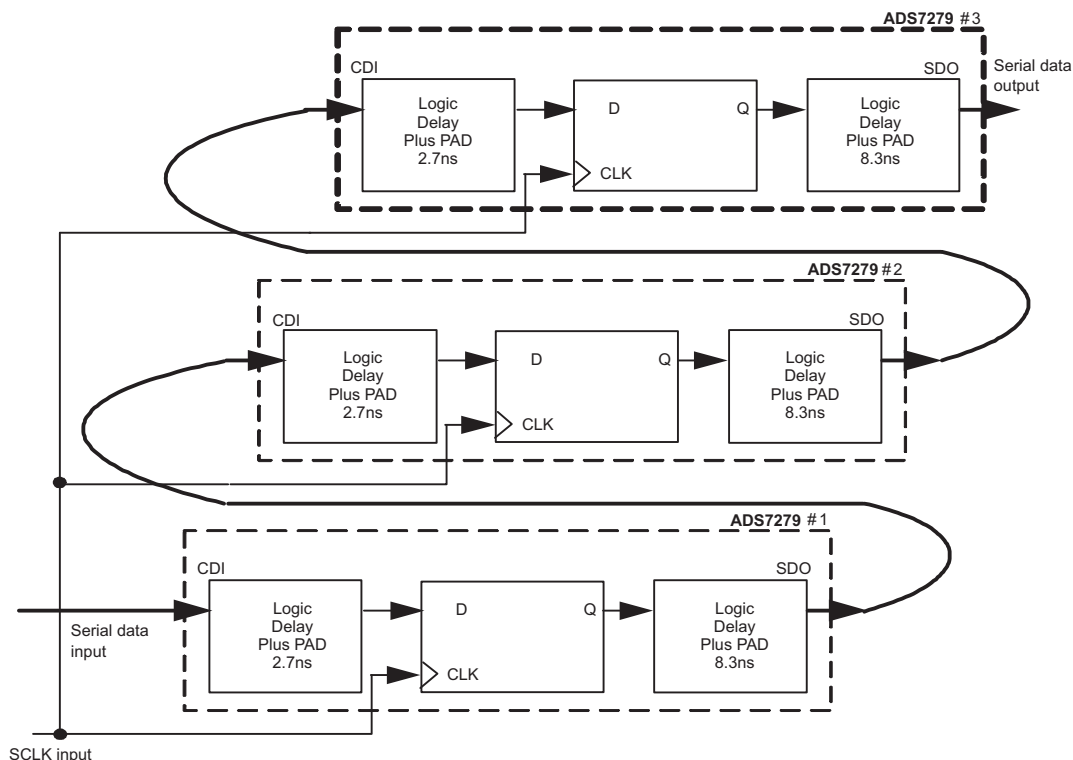 ADS7279 #3
CDI
SDO
Serial data
output
Logic
Delay
Plus PAD
2.7ns
D
Q
CLK
Logic
Delay
Plus PAD
8.3ns
ADS7279 #2
CDI
SDO
Logic
Delay
Plus PAD
2.7ns
D
Q
CLK
Logic
Delay
Plus PAD
8.3ns
ADS7279 #1
CDI
SDO
Serial data
input
Logic
Delay
Plus PAD
2.7ns
D
Q
CLK
Logic
Delay
Plus PAD
8.3ns
SCLK input